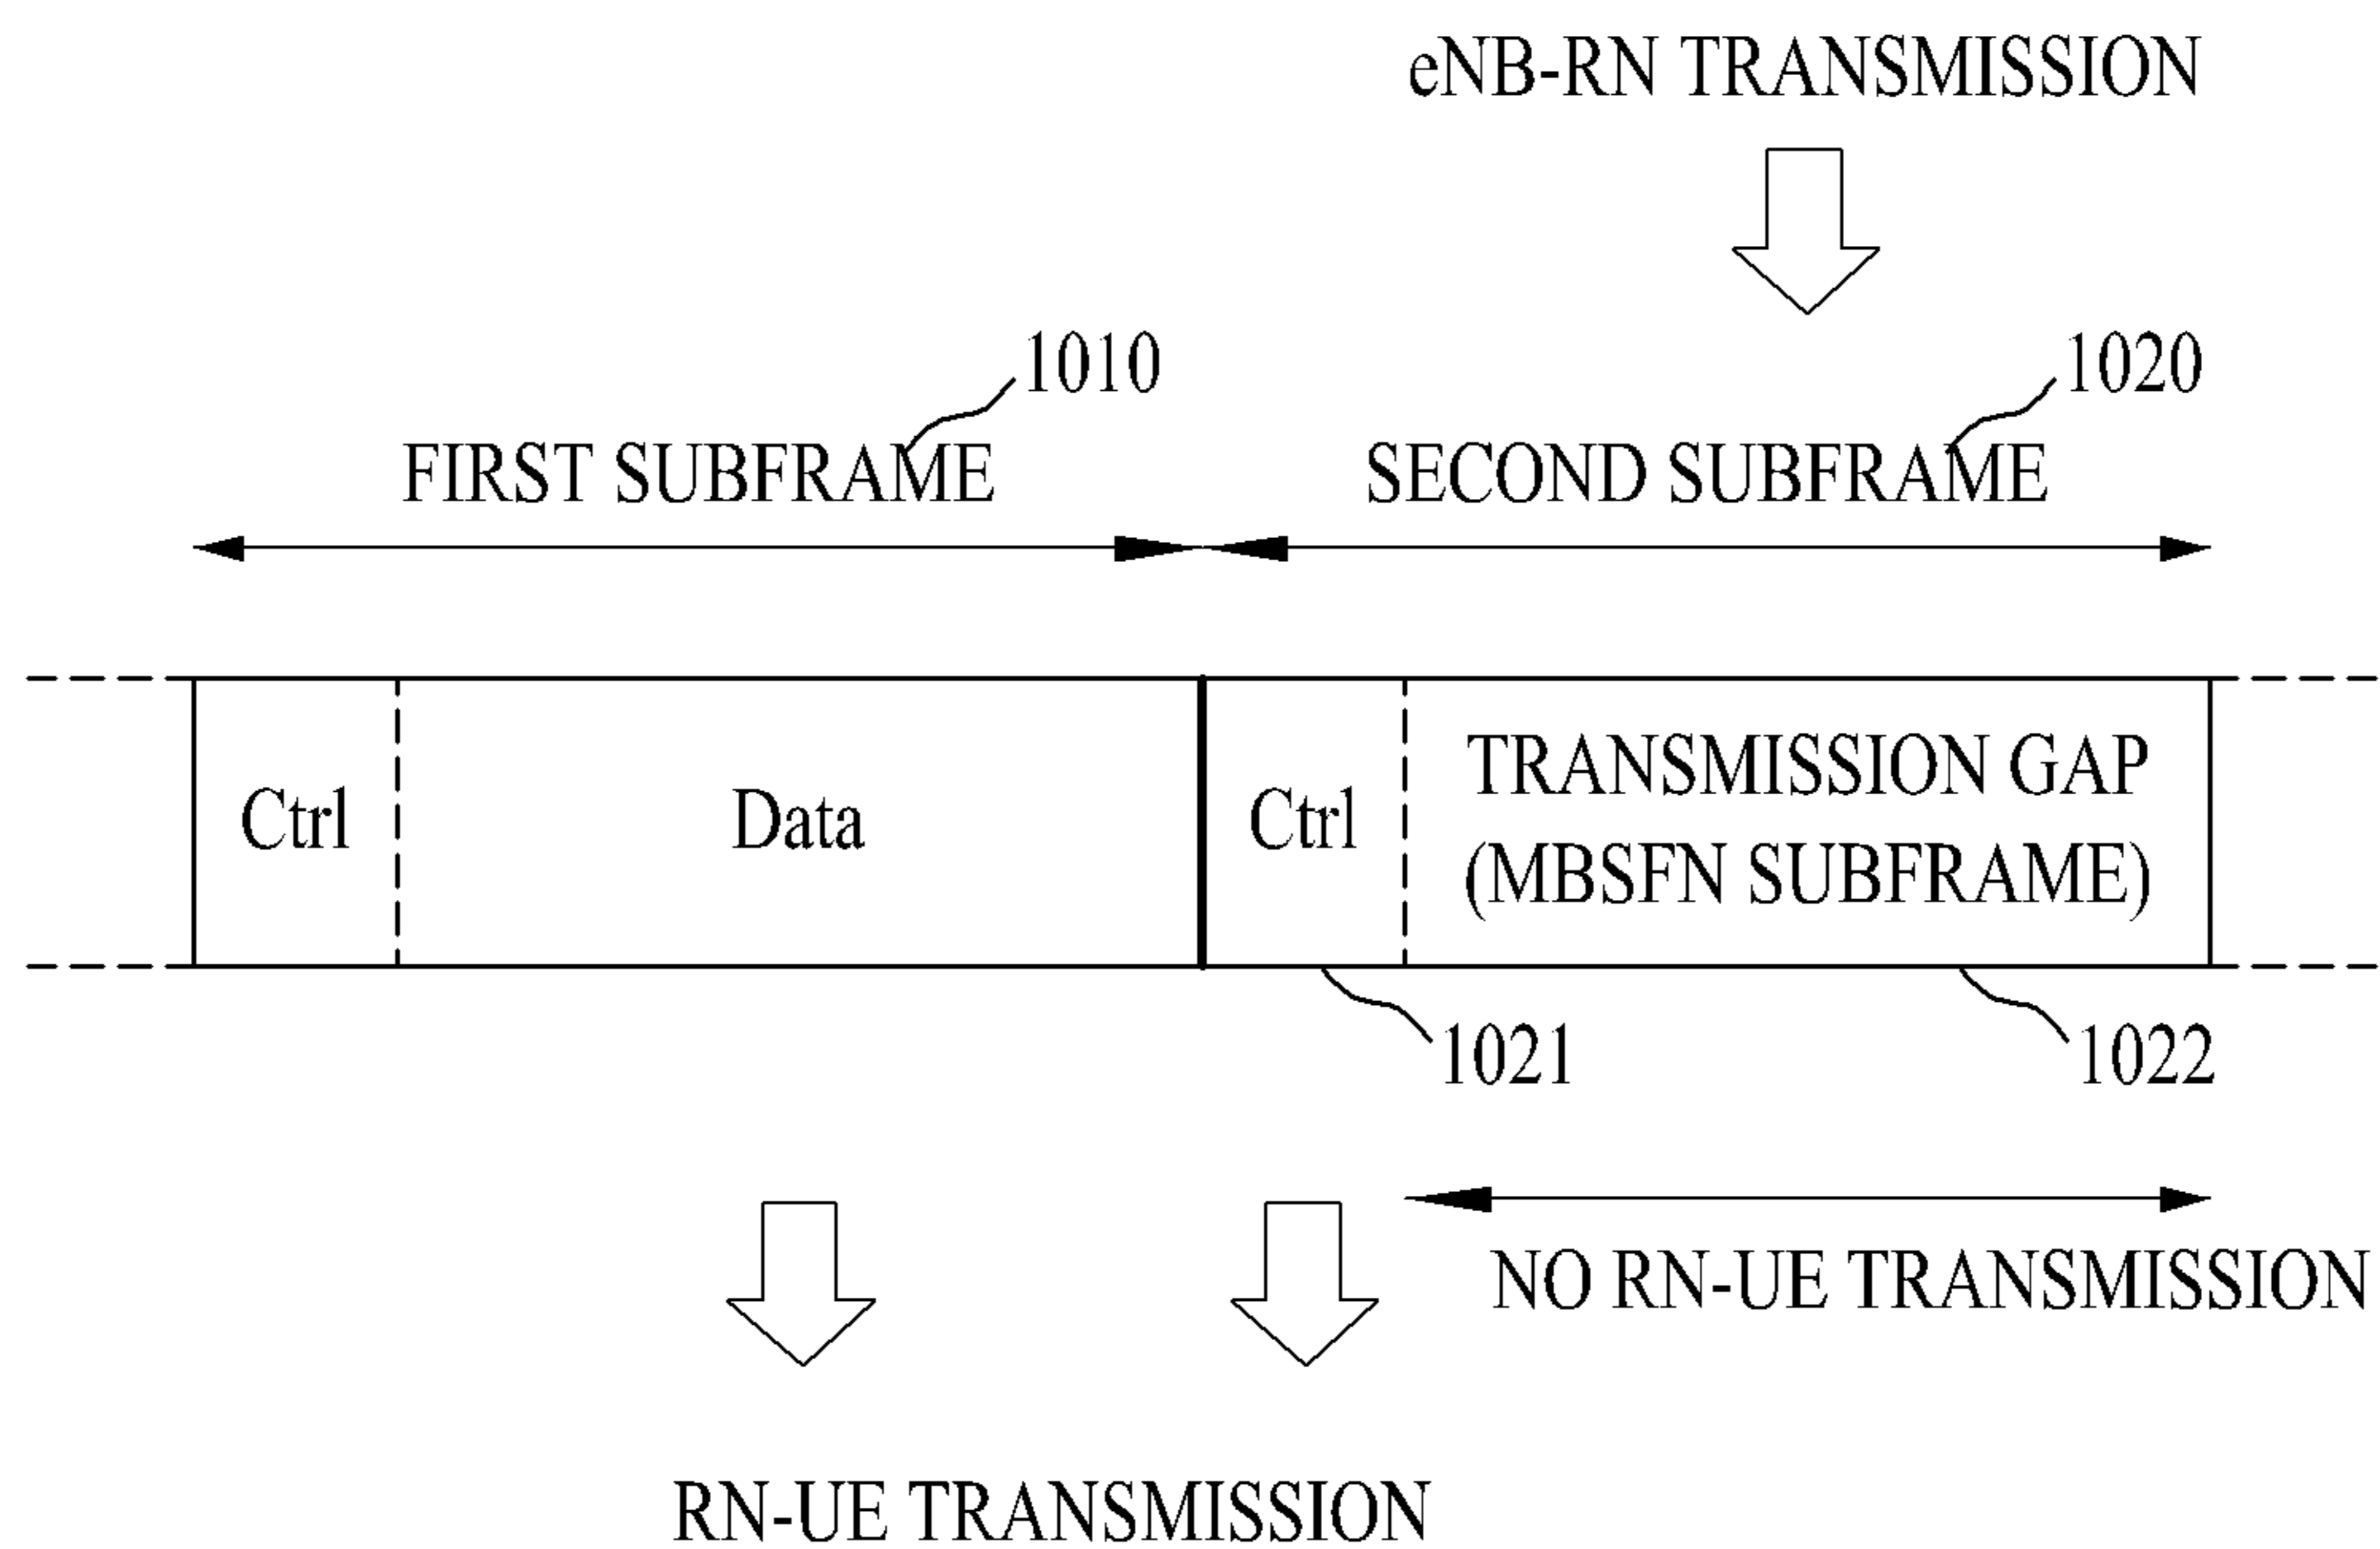 eNB-RN TRANSMISSION
1010
1020
FIRST SUBFRAME
SECOND SUBFRAME
Ctrl
Data
Ctrl
TRANSMISSION GAP
(MBSFN SUBFRAME)
1021
1022
NO RN-UE TRANSMISSION
RN-UE TRANSMISSION